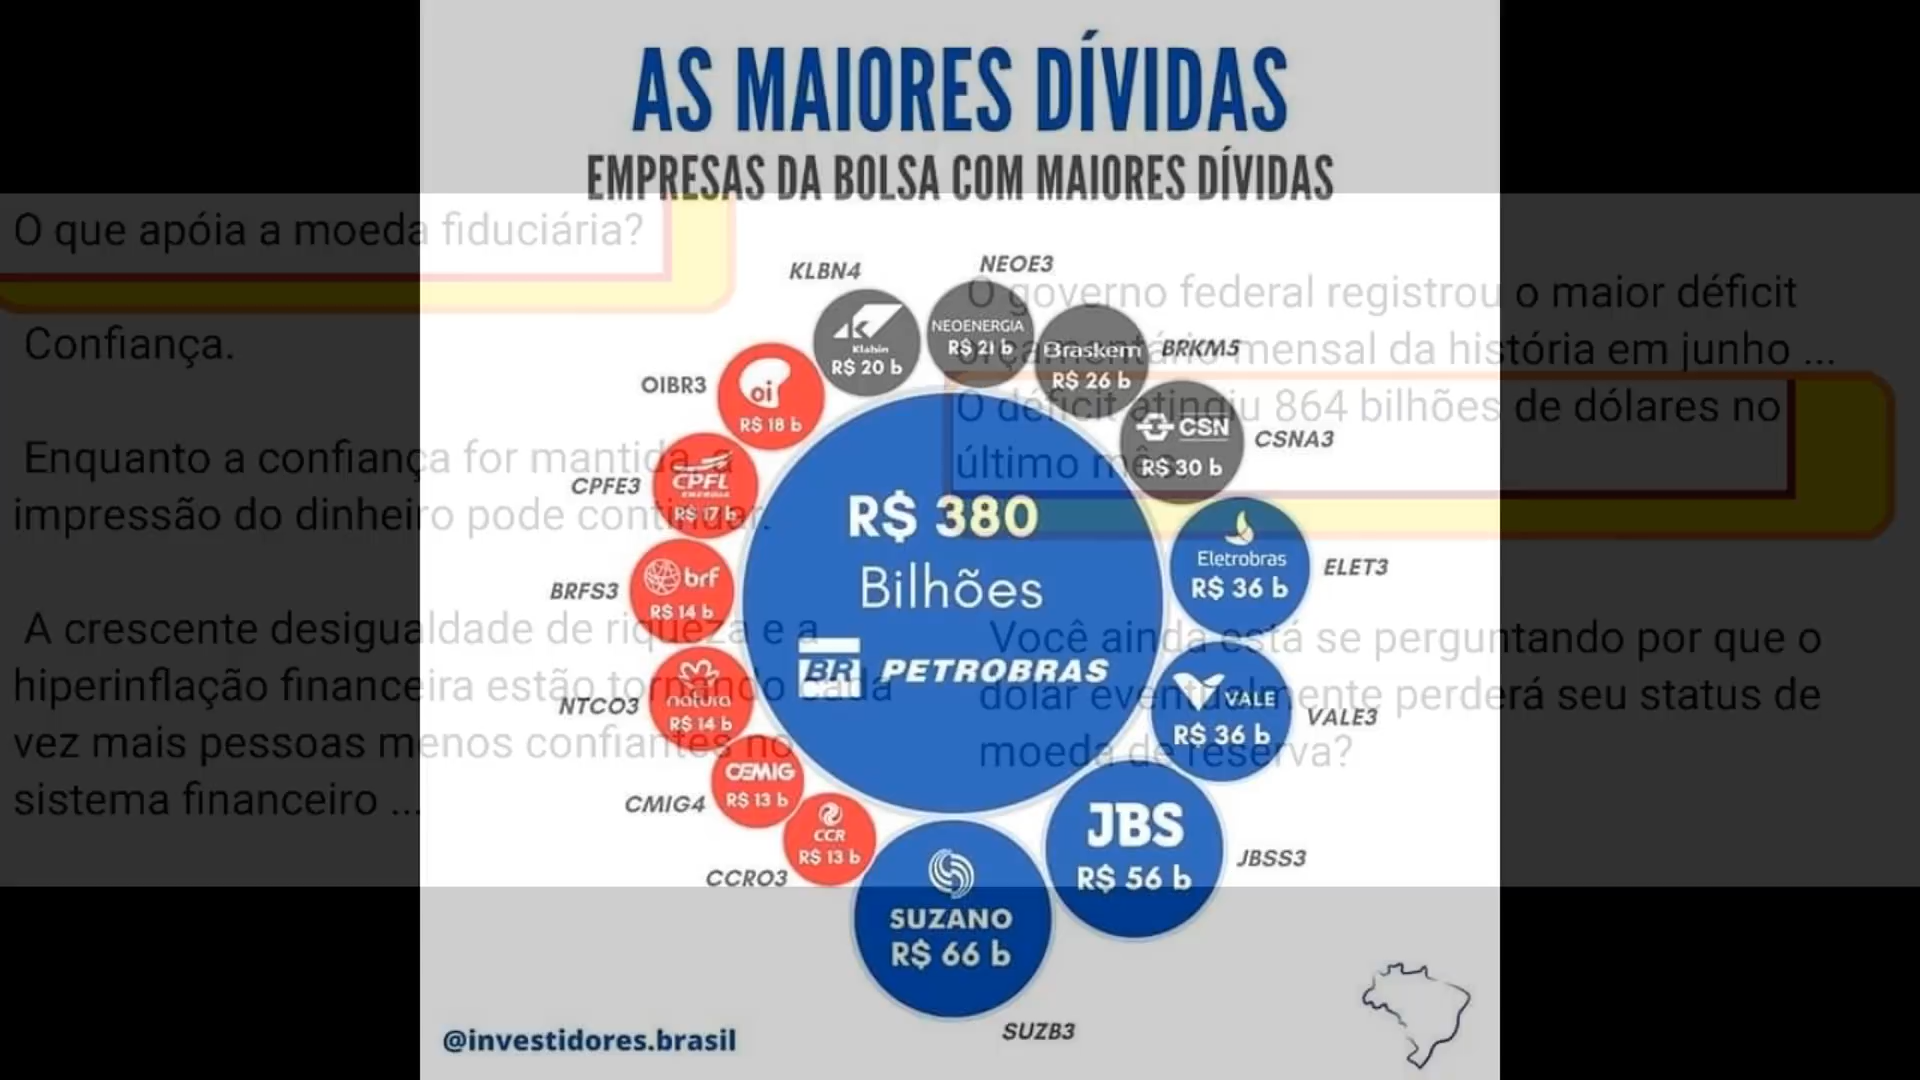 AS MAIORES DÍVIDAS
EMPRESAS DA BOLSA COM MAIORES DÍVIDAS
O que apóia a moeda fiduciária?
Confiança.
Enquanto a confiança for mantida a
impressão do dinheiro pode continuar.
A crescente desigualdade de riqueza e a
hiperinflação financeira estão tornando cada
vez mais pessoas menos confiantes no
sistema financeiro ...
O governo federal registrou o maior déficit
orçamentário mensal da história em junho ...
O déficit atingiu 864 bilhões de dólares no
último mês.
Você ainda está se perguntando por que o
dólar eventualmente perderá seu status de
moeda de reserva?
KLBN4
Klabin
R$ 20 b
NEOE3
NEOENERGIA
R$ 21 b
Braskem
R$ 26 b
BRKM5
CSN
R$ 30 b
CSNA3
Eletrobras
R$ 36 b
ELET3
VALE
R$ 36 b
VALE3
JBS
R$ 56 b
JBSS3
SUZANO
R$ 66 b
SUZB3
CCR
R$ 13 b
CCRO3
CEMIG
R$ 13 b
CMIG4
natura
R$ 14 b
NTCO3
brf
R$ 14 b
BRFS3
CPFL
ENERGIA
R$ 17 b
CPFE3
oi
R$ 18 b
OIBR3
R$ 380
Bilhões
BR PETROBRAS
@investidores.brasil